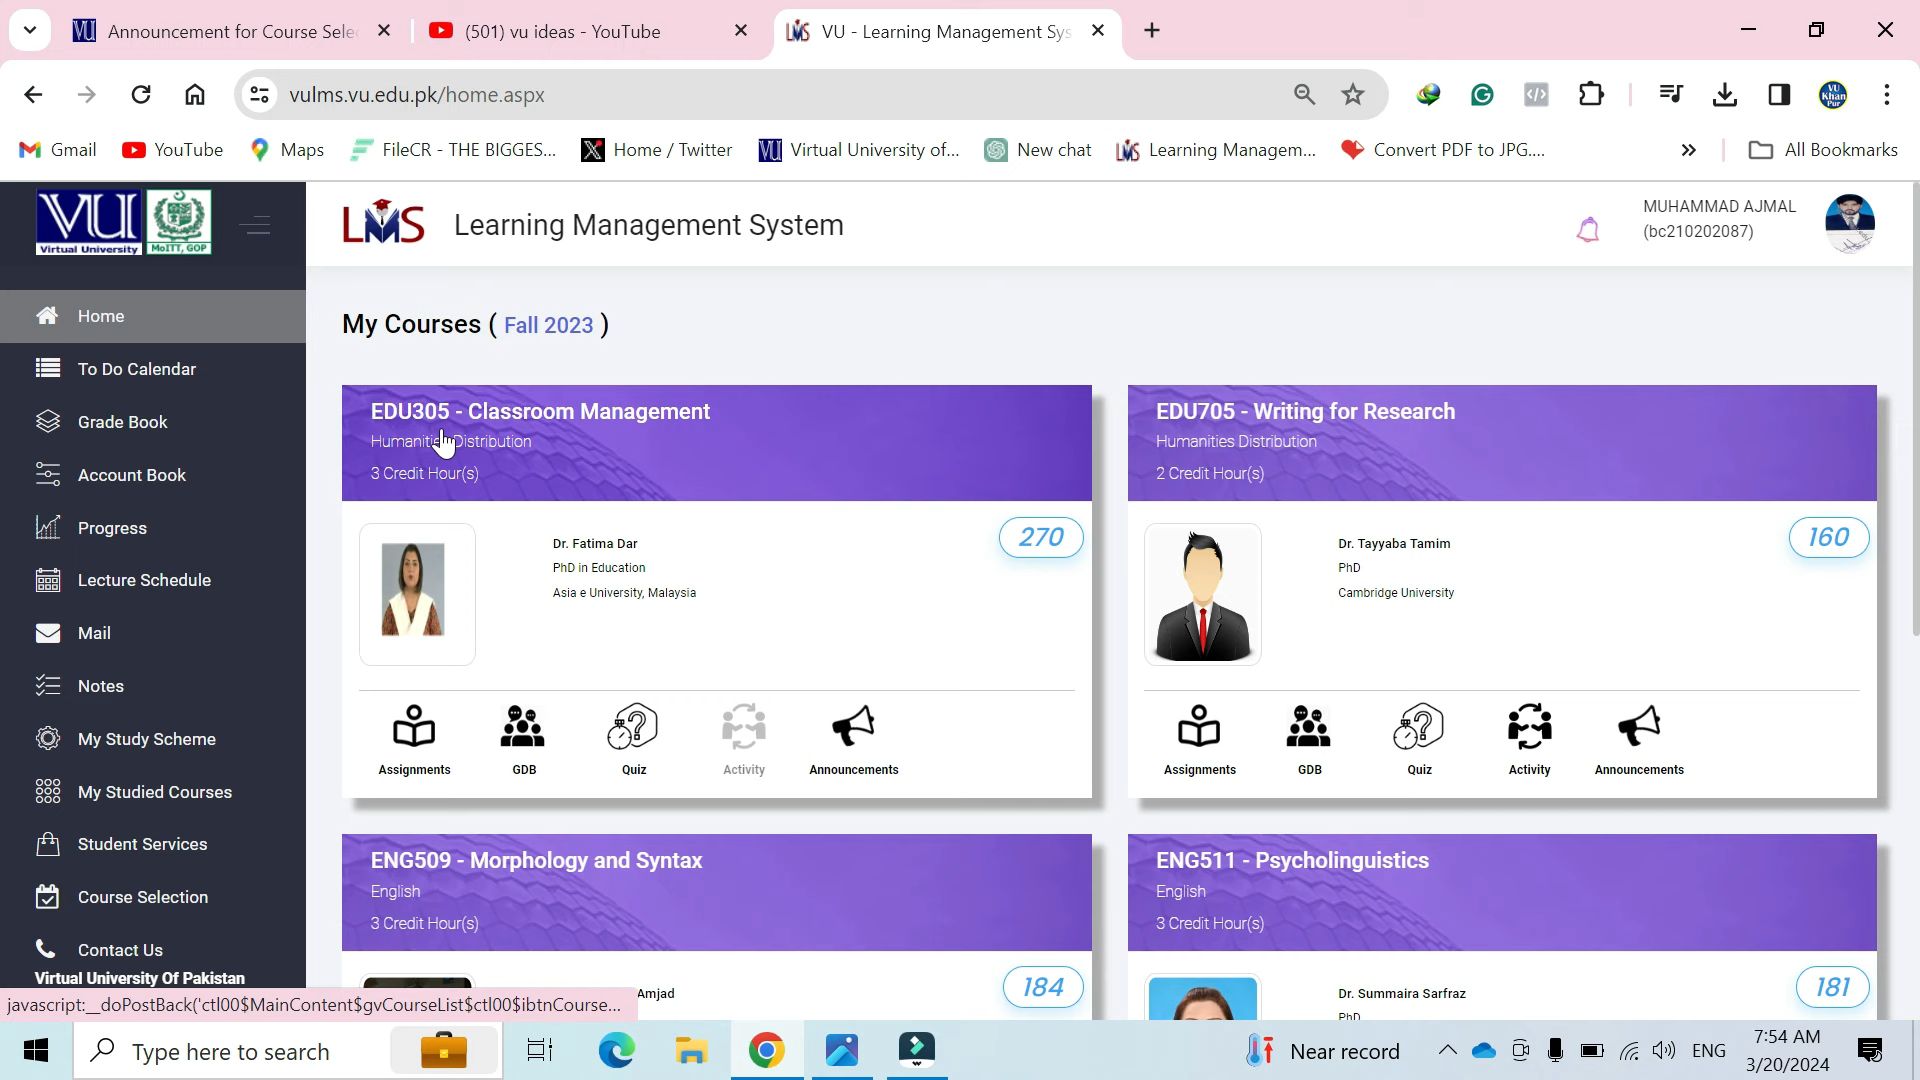 Announcement for Course Sele
(501) vu ideas - YouTube
VU - Learning Management Sys
vulms.vu.edu.pk/home.aspx
VU Khan Pur
Gmail
YouTube
Maps
FileCR - THE BIGGES...
Home / Twitter
Virtual University of...
New chat
Learning Managem...
Convert PDF to JPG....
All Bookmarks
VU
Virtual University
MoITT, GOP
LMS
Learning Management System
MUHAMMAD AJMAL
(bc210202087)
Home
To Do Calendar
Grade Book
Account Book
Progress
Lecture Schedule
Mail
Notes
My Study Scheme
My Studied Courses
Student Services
Course Selection
Contact Us
Virtual University Of Pakistan
My Courses ( Fall 2023 )
EDU305 - Classroom Management
Humanities Distribution
3 Credit Hour(s)
Dr. Fatima Dar
PhD in Education
Asia e University, Malaysia
270
Assignments
GDB
Quiz
Activity
Announcements
EDU705 - Writing for Research
Humanities Distribution
2 Credit Hour(s)
Dr. Tayyaba Tamim
PhD
Cambridge University
160
Assignments
GDB
Quiz
Activity
Announcements
ENG509 - Morphology and Syntax
English
3 Credit Hour(s)
Amjad
184
ENG511 - Psycholinguistics
English
3 Credit Hour(s)
Dr. Summaira Sarfraz
PhD
181
javascript:__doPostBack('ctl00$MainContent$gvCourseList$ctl00$ibtnCourse...
Type here to search
Near record
ENG
7:54 AM
3/20/2024